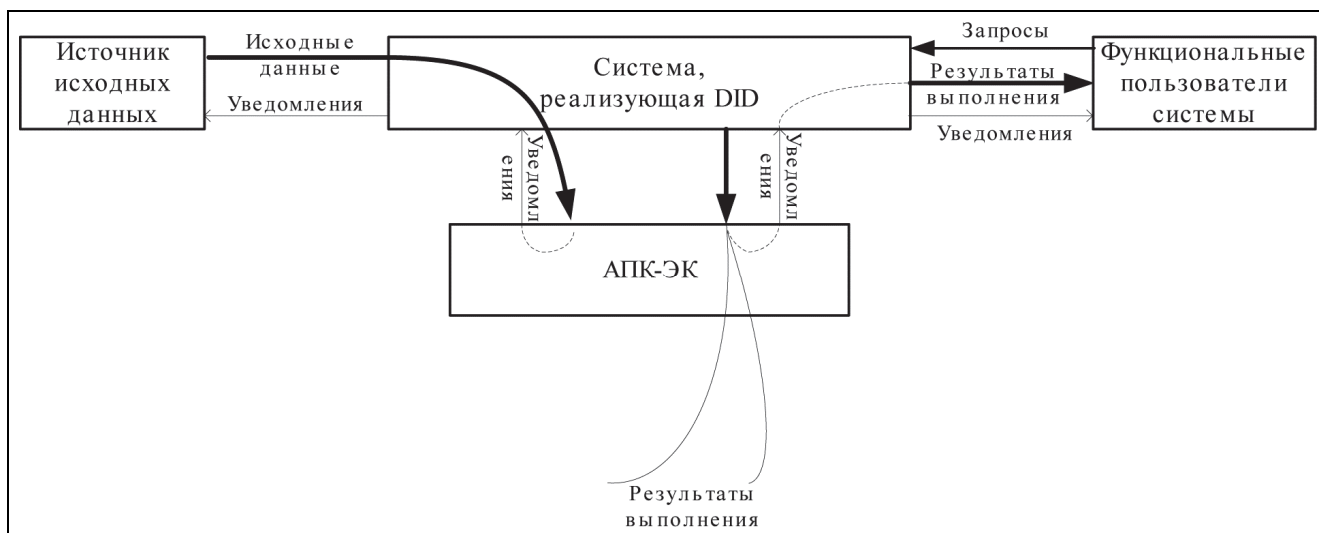 Источник
исходных
данных
Исходные
данные
Уведомления
Система,
реализующая DID
Запросы
Результаты
выполнения
Уведомления
Функциональные
пользователи
системы
Уведомл
ения
Уведомл
ения
АПК-ЭК
Результаты
выполнения